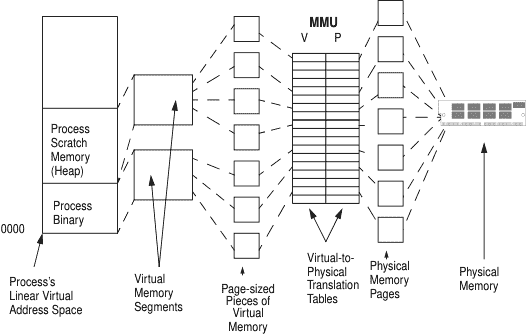 MMU
V P
Process
Scratch
Memory
(Heap)
Process
Binary
0000
Process's
Linear Virtual
Address Space
Virtual
Memory
Segments
Page-sized
Pieces of
Virtual
Memory
Virtual-to-
Physical
Translation
Tables
Physical
Memory
Pages
Physical
Memory